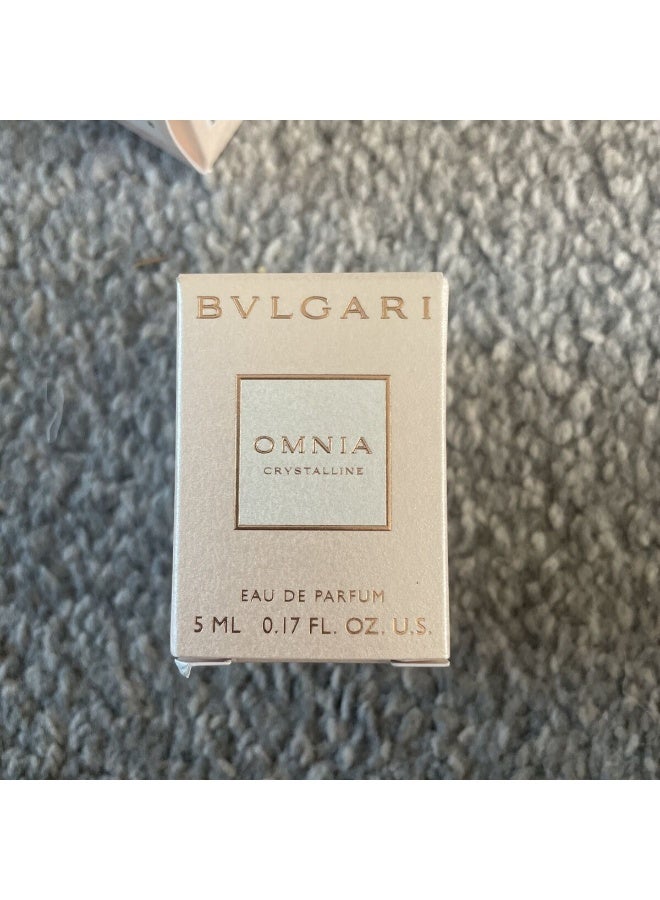 BVLGARI
OMNIA
CRYSTALLINE
EAU DE PARFUM
5 ML 0.17 FL. OZ. U.S.